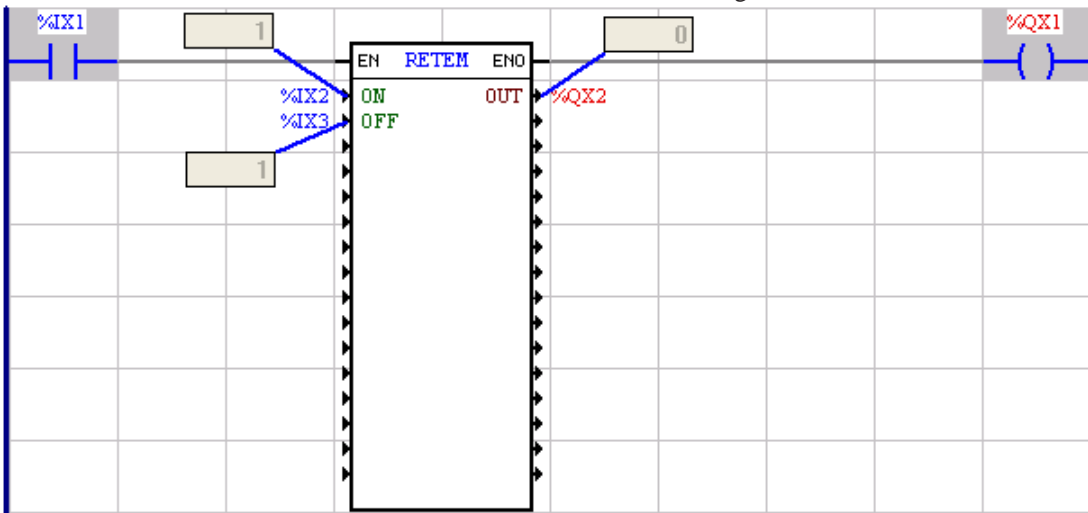 %IX1 1 0 %QX1
EN RETEM ENO
%IX2 ON OUT %QX2
%IX3 OFF
1